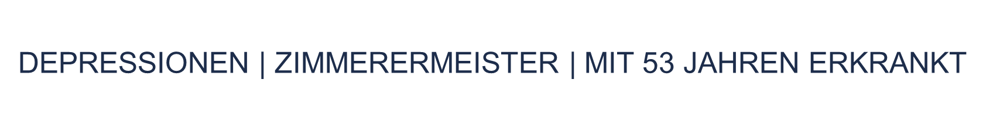 DEPRESSIONEN | ZIMMERERMEISTER | MIT 53 JAHREN ERKRANKT